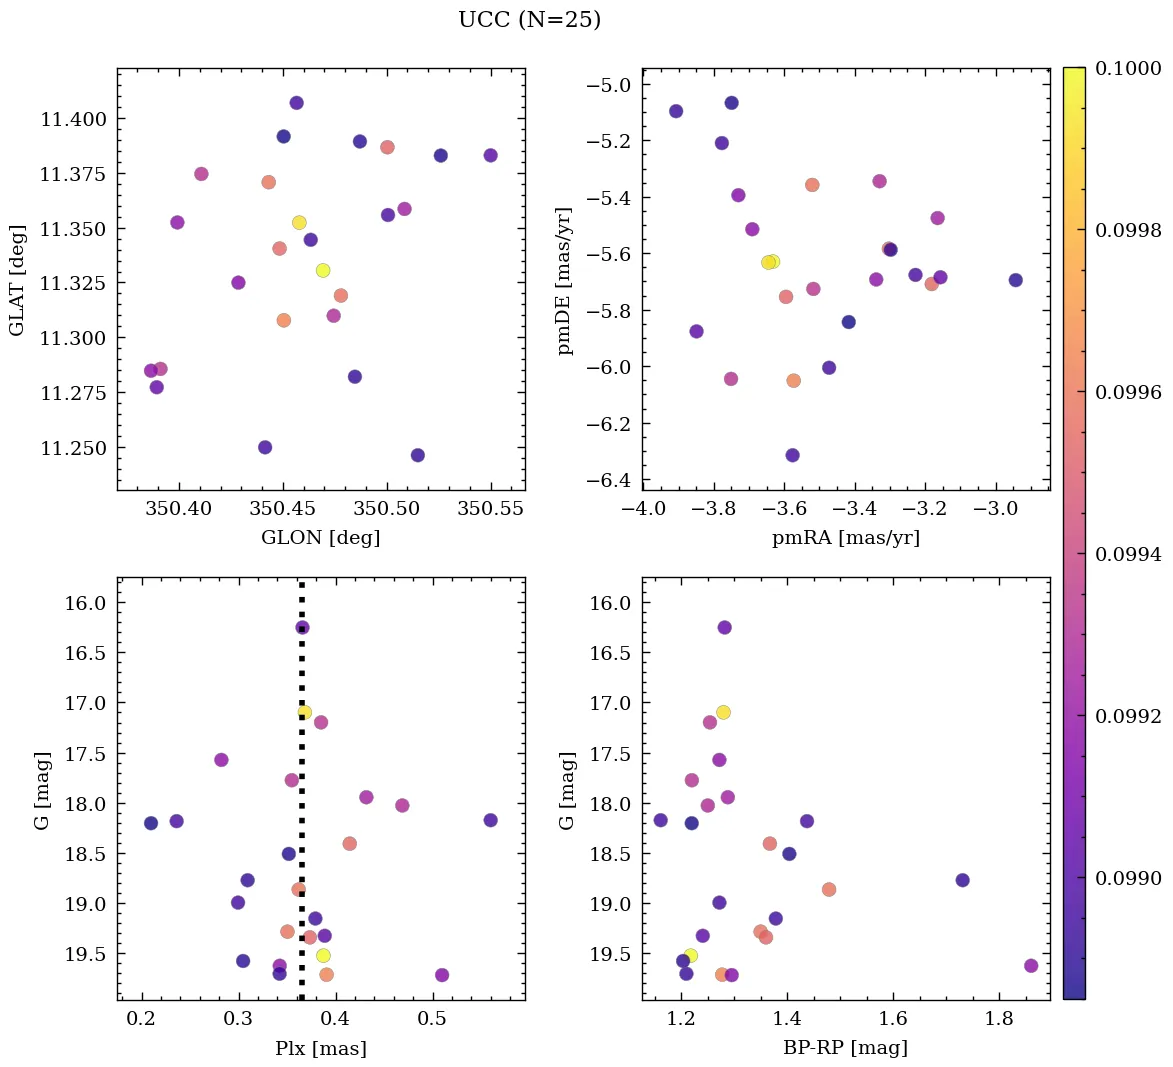 UCC (N=25)
11.400
11.375
11.350
11.325
11.300
11.275
11.250
GLAT [deg]
350.40 350.45 350.50 350.55
GLON [deg]
−5.0
−5.2
−5.4
−5.6
−5.8
−6.0
−6.2
−6.4
pmDE [mas/yr]
−4.0 −3.8 −3.6 −3.4 −3.2 −3.0
pmRA [mas/yr]
0.1000
0.0998
0.0996
0.0994
0.0992
0.0990
16.0
16.5
17.0
17.5
18.0
18.5
19.0
19.5
G [mag]
0.2 0.3 0.4 0.5
Plx [mas]
16.0
16.5
17.0
17.5
18.0
18.5
19.0
19.5
G [mag]
1.2 1.4 1.6 1.8
BP-RP [mag]